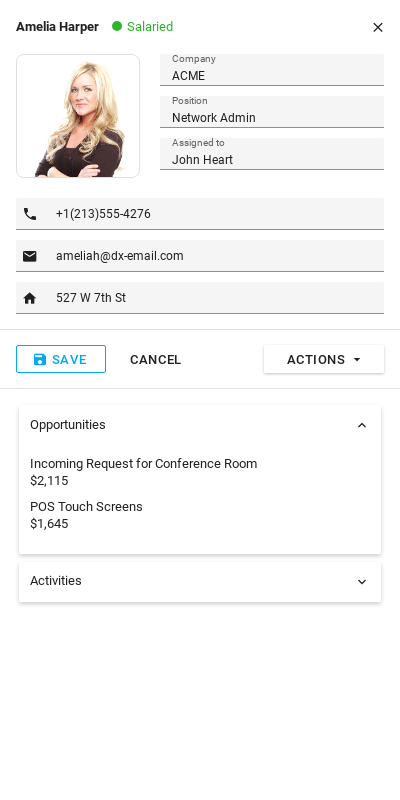 Amelia Harper
Salaried
Company
ACME
Position
Network Admin
Assigned to
John Heart
+1(213)555-4276
ameliah@dx-email.com
527 W 7th St
SAVE
CANCEL
ACTIONS
Opportunities
Incoming Request for Conference Room
$2,115
POS Touch Screens
$1,645
Activities